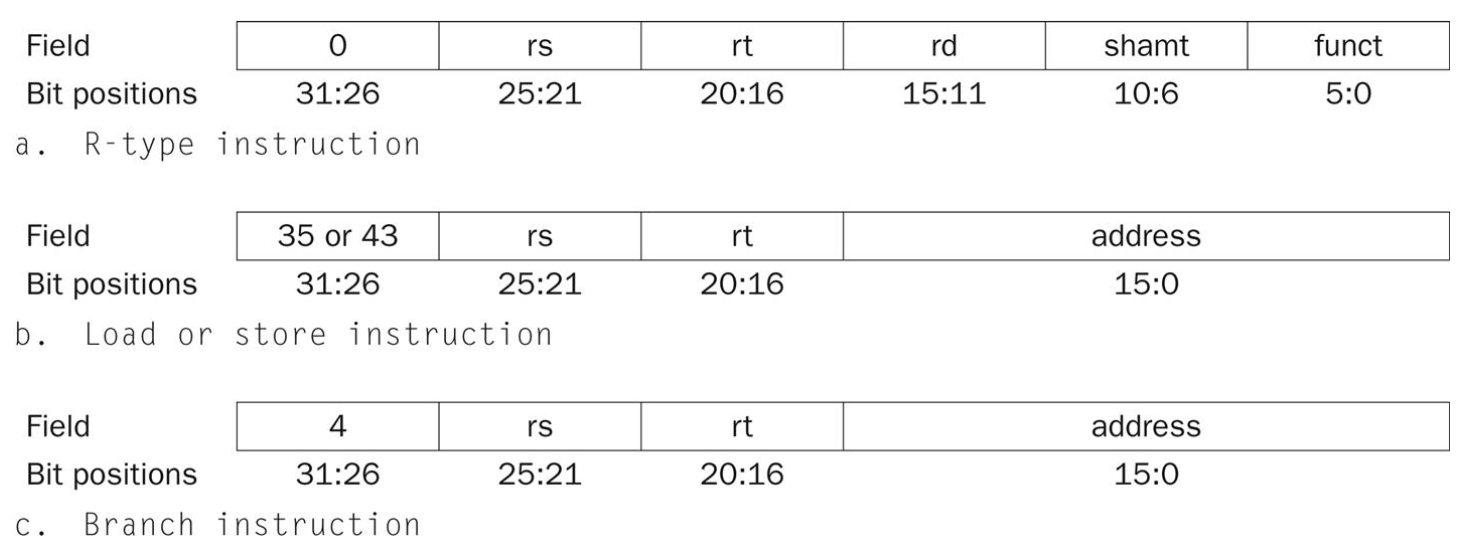 Field 0 rs rt rd shamt funct
Bit positions 31:26 25:21 20:16 15:11 10:6 5:0
a. R-type instruction
Field 35 or 43 rs rt address
Bit positions 31:26 25:21 20:16 15:0
b. Load or store instruction
Field 4 rs rt address
Bit positions 31:26 25:21 20:16 15:0
c. Branch instruction